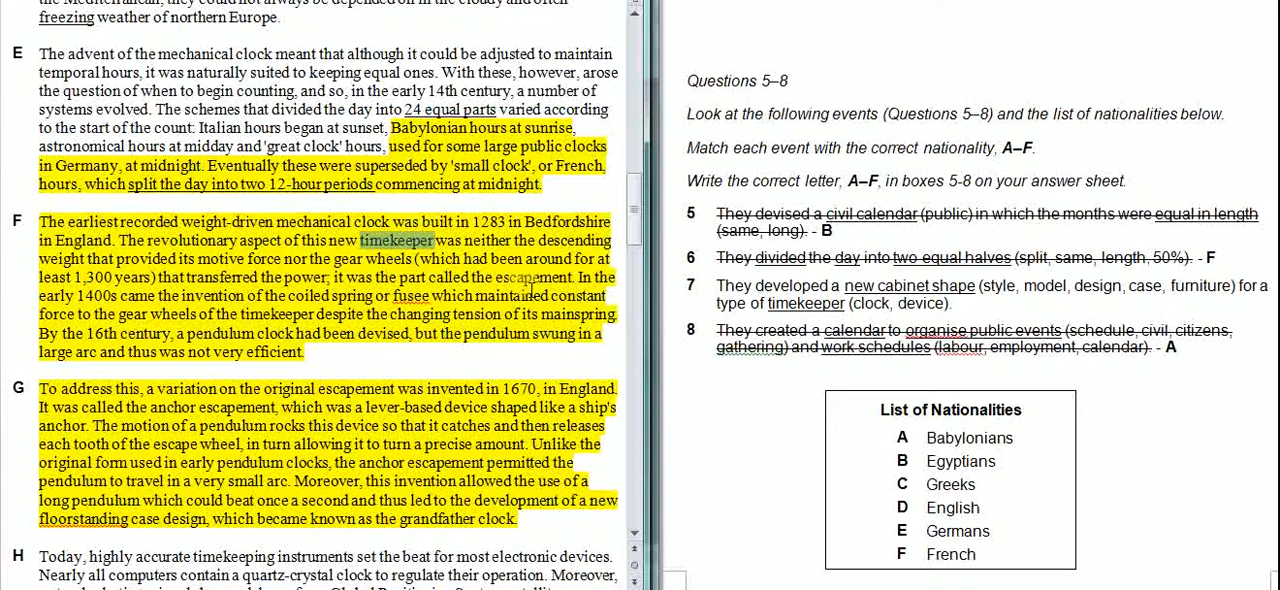 the Mediterranean, they could not always be depended on in the cloudy and often
freezing weather of northern Europe.
E The advent of the mechanical clock meant that although it could be adjusted to maintain
temporal hours, it was naturally suited to keeping equal ones. With these, however, arose
the question of when to begin counting, and so, in the early 14th century, a number of
systems evolved. The schemes that divided the day into 24 equal parts varied according
to the start of the count: Italian hours began at sunset, Babylonian hours at sunrise,
astronomical hours at midday and 'great clock' hours, used for some large public clocks
in Germany, at midnight. Eventually these were superseded by 'small clock', or French,
hours, which split the day into two 12-hour periods commencing at midnight.
F The earliest recorded weight-driven mechanical clock was built in 1283 in Bedfordshire
in England. The revolutionary aspect of this new timekeeper was neither the descending
weight that provided its motive force nor the gear wheels (which had been around for at
least 1,300 years) that transferred the power; it was the part called the escapement. In the
early 1400s came the invention of the coiled spring or fusee which maintained constant
force to the gear wheels of the timekeeper despite the changing tension of its mainspring.
By the 16th century, a pendulum clock had been devised, but the pendulum swung in a
large arc and thus was not very efficient.
G To address this, a variation on the original escapement was invented in 1670, in England.
It was called the anchor escapement, which was a lever-based device shaped like a ship's
anchor. The motion of a pendulum rocks this device so that it catches and then releases
each tooth of the escape wheel, in turn allowing it to turn a precise amount. Unlike the
original form used in early pendulum clocks, the anchor escapement permitted the
pendulum to travel in a very small arc. Moreover, this invention allowed the use of a
long pendulum which could beat once a second and thus led to the development of a new
floorstanding case design, which became known as the grandfather clock.
H Today, highly accurate timekeeping instruments set the beat for most electronic devices.
Nearly all computers contain a quartz-crystal clock to regulate their operation. Moreover,
Questions 5–8
Look at the following events (Questions 5–8) and the list of nationalities below.
Match each event with the correct nationality, A–F.
Write the correct letter, A–F, in boxes 5-8 on your answer sheet.
5 They devised a civil calendar (public) in which the months were equal in length
(same, long). - B
6 They divided the day into two equal halves (split, same, length, 50%). - F
7 They developed a new cabinet shape (style, model, design, case, furniture) for a
type of timekeeper (clock, device).
8 They created a calendar to organise public events (schedule, civil, citizens,
gathering) and work schedules (labour, employment, calendar). - A
List of Nationalities
A Babylonians
B Egyptians
C Greeks
D English
E Germans
F French